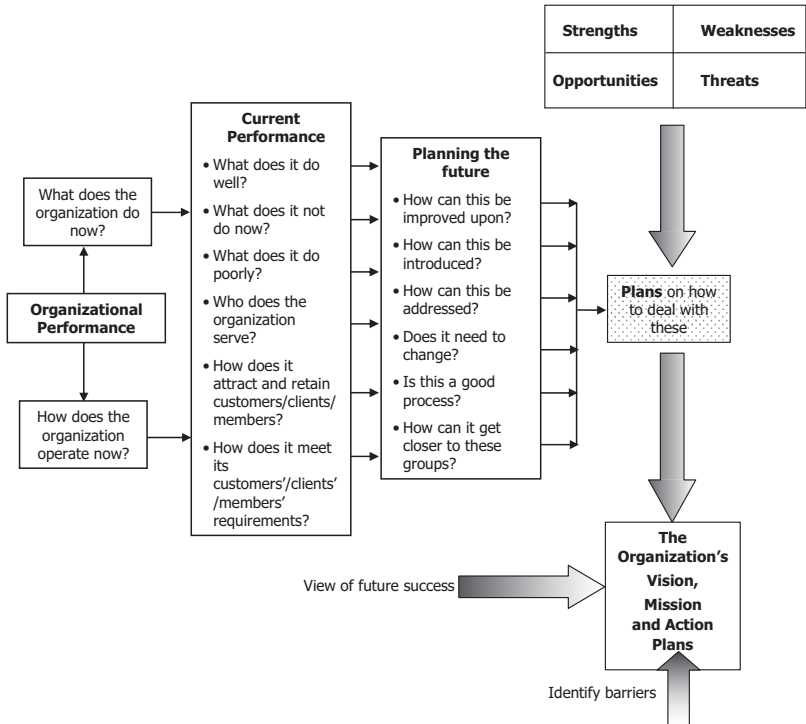 Strengths
Weaknesses
Opportunities
Threats
Current
Performance
• What does it do
well?
• What does it not
do now?
• What does it do
poorly?
• Who does the
organization
serve?
• How does it
attract and retain
customers/clients/
members?
• How does it meet
its
customers’/clients’
/members’
requirements?
Planning the
future
• How can this be
improved upon?
• How can this be
introduced?
• How can this be
addressed?
• Does it need to
change?
• Is this a good
process?
• How can it get
closer to these
groups?
What does the
organization do
now?
Organizational
Performance
How does the
organization
operate now?
Plans on how
to deal with
these
The
Organization’s
Vision,
Mission
and Action
Plans
View of future success
Identify barriers